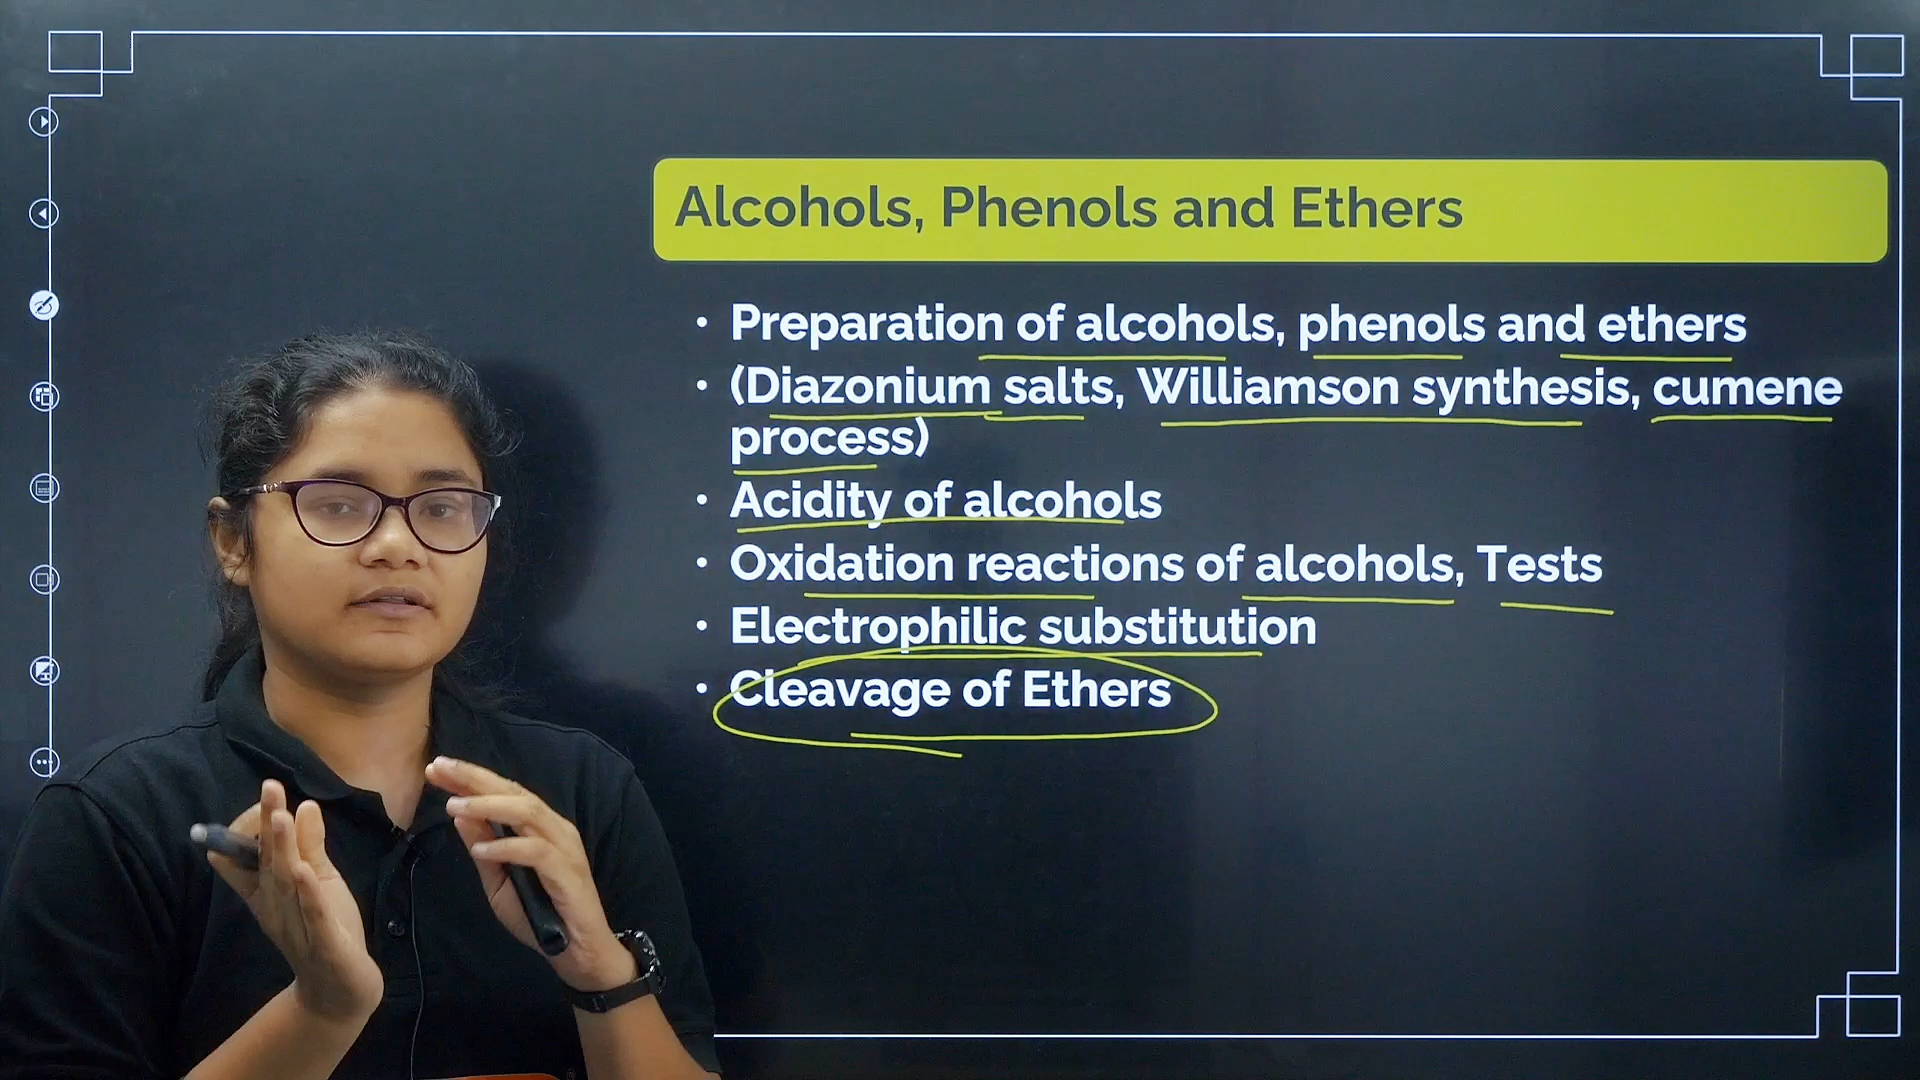 Alcohols, Phenols and Ethers
• Preparation of alcohols, phenols and ethers
• (Diazonium salts, Williamson synthesis, cumene
process)
• Acidity of alcohols
• Oxidation reactions of alcohols, Tests
• Electrophilic substitution
• Cleavage of Ethers